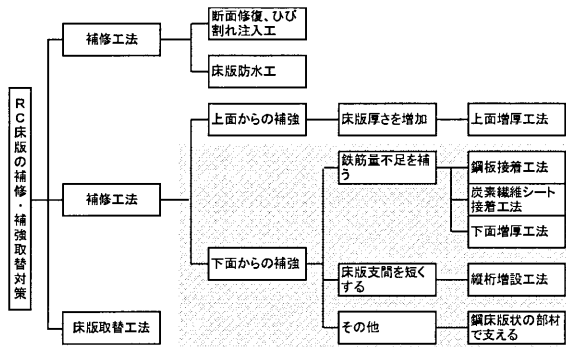 RC床版の補修・補強取替対策
補修工法
断面修復、ひび
割れ注入工
床版防水工
補修工法
上面からの補強
床版厚さを増加
上面増厚工法
下面からの補強
鉄筋量不足を補
う
鋼板接着工法
炭素繊維シート
接着工法
下面増厚工法
床版支間を短く
する
縦桁増設工法
その他
鋼床版状の部材
で支える
床版取替工法